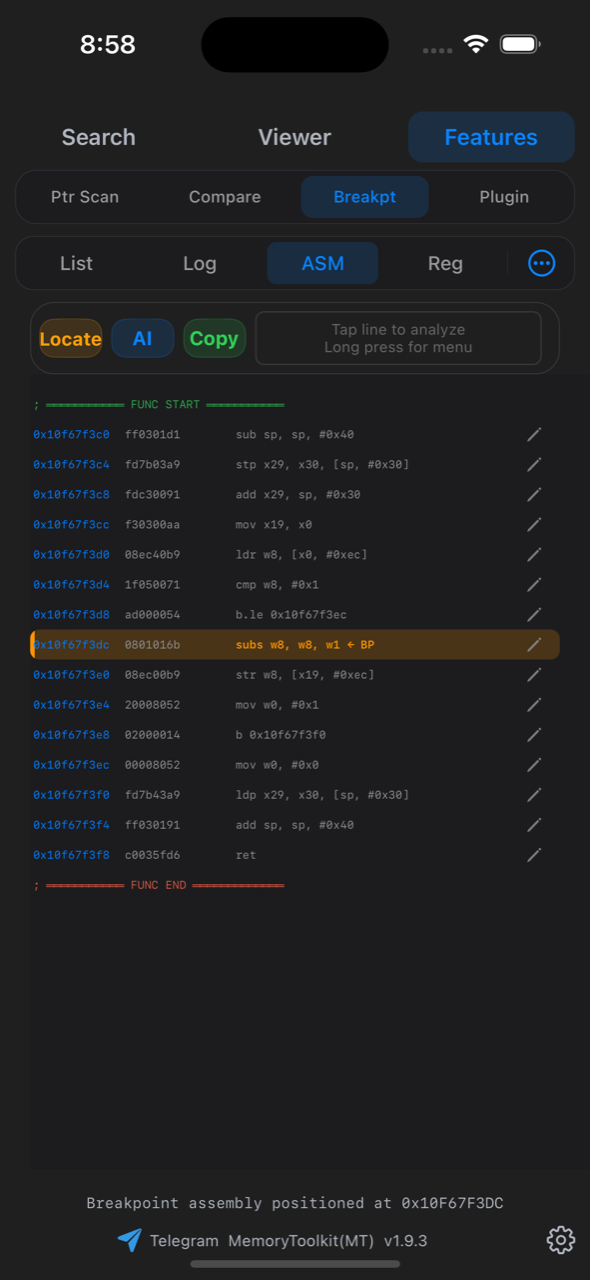 8:58
Search Viewer Features
Ptr Scan Compare Breakpt Plugin
List Log ASM Reg
Locate AI Copy Tap line to analyze
Long press for menu
; ════════════ FUNC START ════════════
0x10f67f3c0 ff0301d1 sub sp, sp, #0x40
0x10f67f3c4 fd7b03a9 stp x29, x30, [sp, #0x30]
0x10f67f3c8 fdc30091 add x29, sp, #0x30
0x10f67f3cc f30300aa mov x19, x0
0x10f67f3d0 08ec40b9 ldr w8, [x0, #0xec]
0x10f67f3d4 1f050071 cmp w8, #0x1
0x10f67f3d8 ad000054 b.le 0x10f67f3ec
0x10f67f3dc 0801016b subs w8, w8, w1 ← BP
0x10f67f3e0 08ec00b9 str w8, [x19, #0xec]
0x10f67f3e4 20008052 mov w0, #0x1
0x10f67f3e8 02000014 b 0x10f67f3f0
0x10f67f3ec 00008052 mov w0, #0x0
0x10f67f3f0 fd7b43a9 ldp x29, x30, [sp, #0x30]
0x10f67f3f4 ff030191 add sp, sp, #0x40
0x10f67f3f8 c0035fd6 ret
; ════════════ FUNC END ══════════════
Breakpoint assembly positioned at 0x10F67F3DC
Telegram MemoryToolkit(MT) v1.9.3